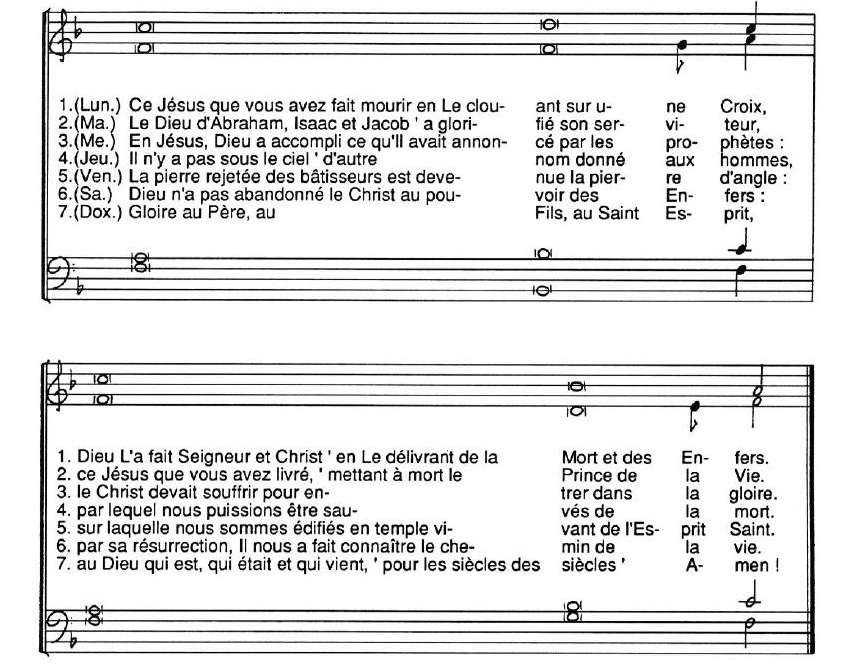 1.(Lun.) Ce Jésus que vous avez fait mourir en Le clou- ant sur u- ne Croix,
2.(Ma.) Le Dieu d'Abraham, Isaac et Jacob ' a glori- fié son ser- vi- teur,
3.(Me.) En Jésus, Dieu a accompli ce qu'Il avait annon- cé par les pro- phètes :
4.(Jeu.) Il n'y a pas sous le ciel ' d'autre nom donné aux hommes,
5.(Ven.) La pierre rejetée des bâtisseurs est deve- nue la pier- re d'angle :
6.(Sa.) Dieu n'a pas abandonné le Christ au pou- voir des En- fers :
7.(Dox.) Gloire au Père, au Fils, au Saint Es- prit,
1. Dieu L'a fait Seigneur et Christ ' en Le délivrant de la Mort et des En- fers.
2. ce Jésus que vous avez livré, ' mettant à mort le Prince de la Vie.
3. le Christ devait souffrir pour en- trer dans la gloire.
4. par lequel nous puissions être sau- vés de la mort.
5. sur laquelle nous sommes édifiés en temple vi- vant de l'Es- prit Saint.
6. par sa résurrection, Il nous a fait connaître le che- min de la vie.
7. au Dieu qui est, qui était et qui vient, ' pour les siècles des siècles ' A- men !